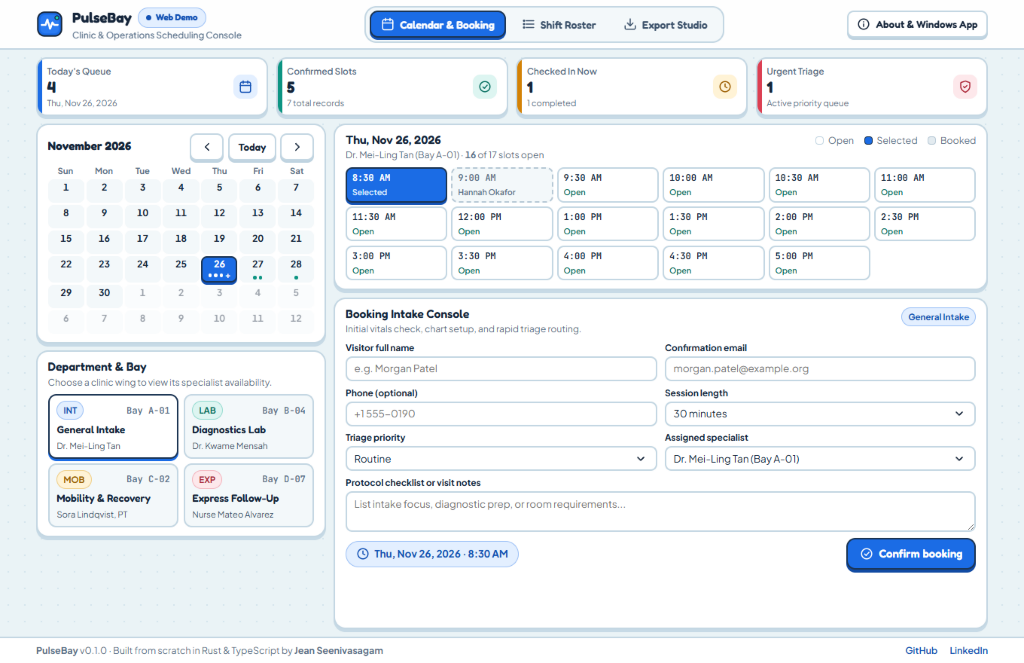 PulseBay
Web Demo
Clinic & Operations Scheduling Console
Calendar & Booking
Shift Roster
Export Studio
About & Windows App
Today's Queue
4
Thu, Nov 26, 2026
Confirmed Slots
5
7 total records
Checked In Now
1
1 completed
Urgent Triage
1
Active priority queue
November 2026
Today
Sun Mon Tue Wed Thu Fri Sat
1 2 3 4 5 6 7
8 9 10 11 12 13 14
15 16 17 18 19 20 21
22 23 24 25 26 27 28
29 30 1 2 3 4 5
6 7 8 9 10 11 12
Department & Bay
Choose a clinic wing to view its specialist availability.
INT Bay A-01
General Intake
Dr. Mei-Ling Tan
LAB Bay B-04
Diagnostics Lab
Dr. Kwame Mensah
MOB Bay C-02
Mobility & Recovery
Sora Lindqvist, PT
EXP Bay D-07
Express Follow-Up
Nurse Mateo Alvarez
Thu, Nov 26, 2026
Dr. Mei-Ling Tan (Bay A-01) · 16 of 17 slots open
Open Selected Booked
8:30 AM
Selected
9:00 AM
Hannah Okafor
9:30 AM
Open
10:00 AM
Open
10:30 AM
Open
11:00 AM
Open
11:30 AM
Open
12:00 PM
Open
1:00 PM
Open
1:30 PM
Open
2:00 PM
Open
2:30 PM
Open
3:00 PM
Open
3:30 PM
Open
4:00 PM
Open
4:30 PM
Open
5:00 PM
Open
Booking Intake Console
Initial vitals check, chart setup, and rapid triage routing.
General Intake
Visitor full name
e.g. Morgan Patel
Confirmation email
morgan.patel@example.org
Phone (optional)
+1 555-0190
Session length
30 minutes
Triage priority
Routine
Assigned specialist
Dr. Mei-Ling Tan (Bay A-01)
Protocol checklist or visit notes
List intake focus, diagnostic prep, or room requirements...
Thu, Nov 26, 2026 · 8:30 AM
Confirm booking
PulseBay v0.1.0 · Built from scratch in Rust & TypeScript by Jean Seenivasagam
GitHub LinkedIn